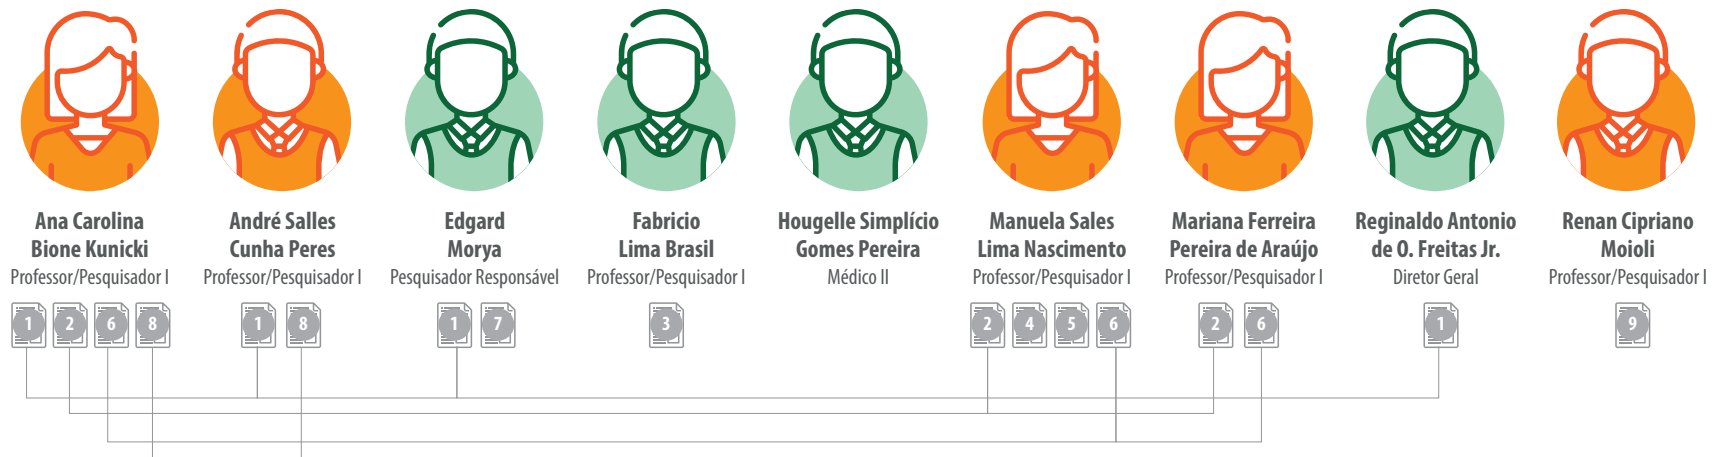 Ana Carolina
Bione Kunicki
Professor/Pesquisador I
1 2 6 8
André Salles
Cunha Peres
Professor/Pesquisador I
1 8
Edgard
Morya
Pesquisador Responsável
1 7
Fabricio
Lima Brasil
Professor/Pesquisador I
3
Hougelle Simplício
Gomes Pereira
Médico II
Manuela Sales
Lima Nascimento
Professor/Pesquisador I
2 4 5 6
Mariana Ferreira
Pereira de Araújo
Professor/Pesquisador I
2 6
Reginaldo Antonio
de O. Freitas Jr.
Diretor Geral
1
Renan Cipriano
Moioli
Professor/Pesquisador I
9